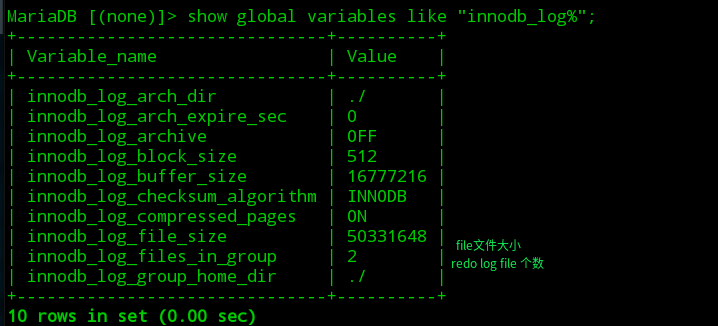 MariaDB [(none)]> show global variables like "innodb_log%";
+-------------------------------+----------+
| Variable_name                 | Value    |
+-------------------------------+----------+
| innodb_log_arch_dir           | ./       |
| innodb_log_arch_expire_sec    | 0        |
| innodb_log_archive            | OFF      |
| innodb_log_block_size         | 512      |
| innodb_log_buffer_size        | 16777216 |
| innodb_log_checksum_algorithm | INNODB   |
| innodb_log_compressed_pages   | ON       |
| innodb_log_file_size          | 50331648 | file文件大小
| innodb_log_files_in_group     | 2        | redo log file 个数
| innodb_log_group_home_dir     | ./       |
+-------------------------------+----------+
10 rows in set (0.00 sec)